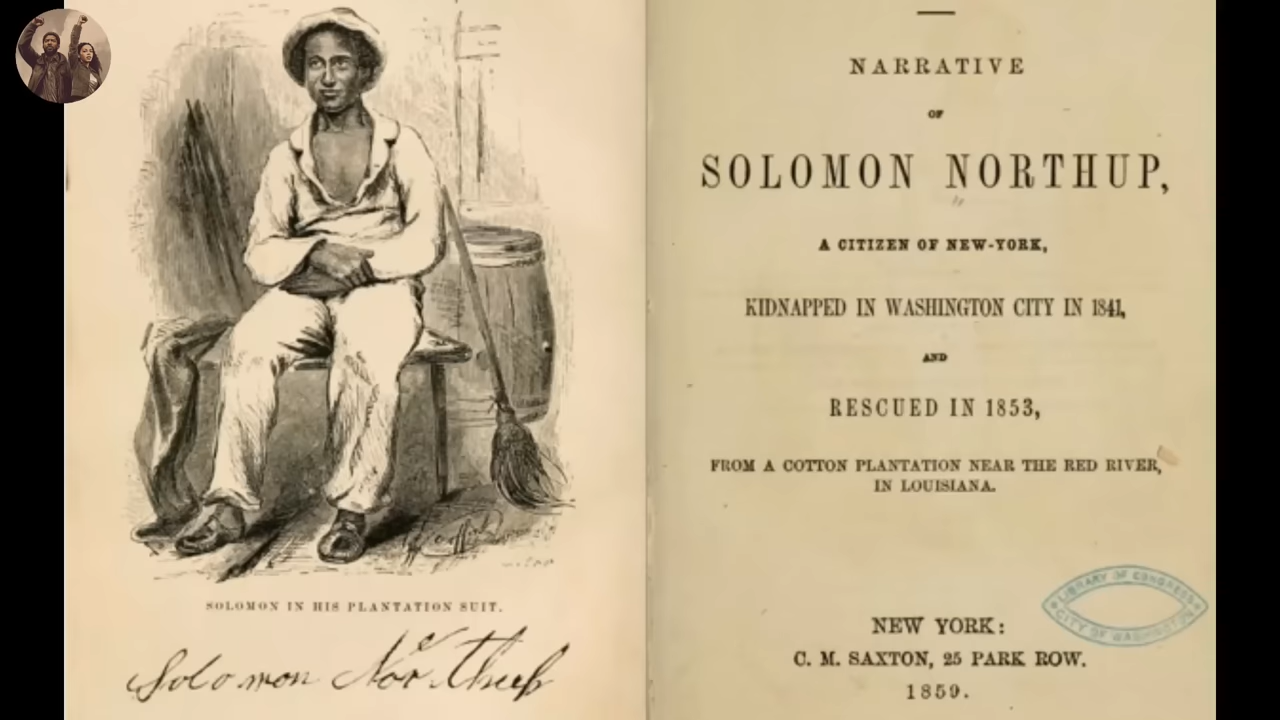 SOLOMON IN HIS PLANTATION SUIT.
Solomon Northup
NARRATIVE
OF
SOLOMON NORTHUP,
A CITIZEN OF NEW-YORK,
KIDNAPPED IN WASHINGTON CITY IN 1841,
AND
RESCUED IN 1853,
FROM A COTTON PLANTATION NEAR THE RED RIVER,
IN LOUISIANA.
LIBRARY OF CONGRESS
CITY OF WASHINGTON
NEW YORK:
C. M. SAXTON, 25 PARK ROW.
1859.